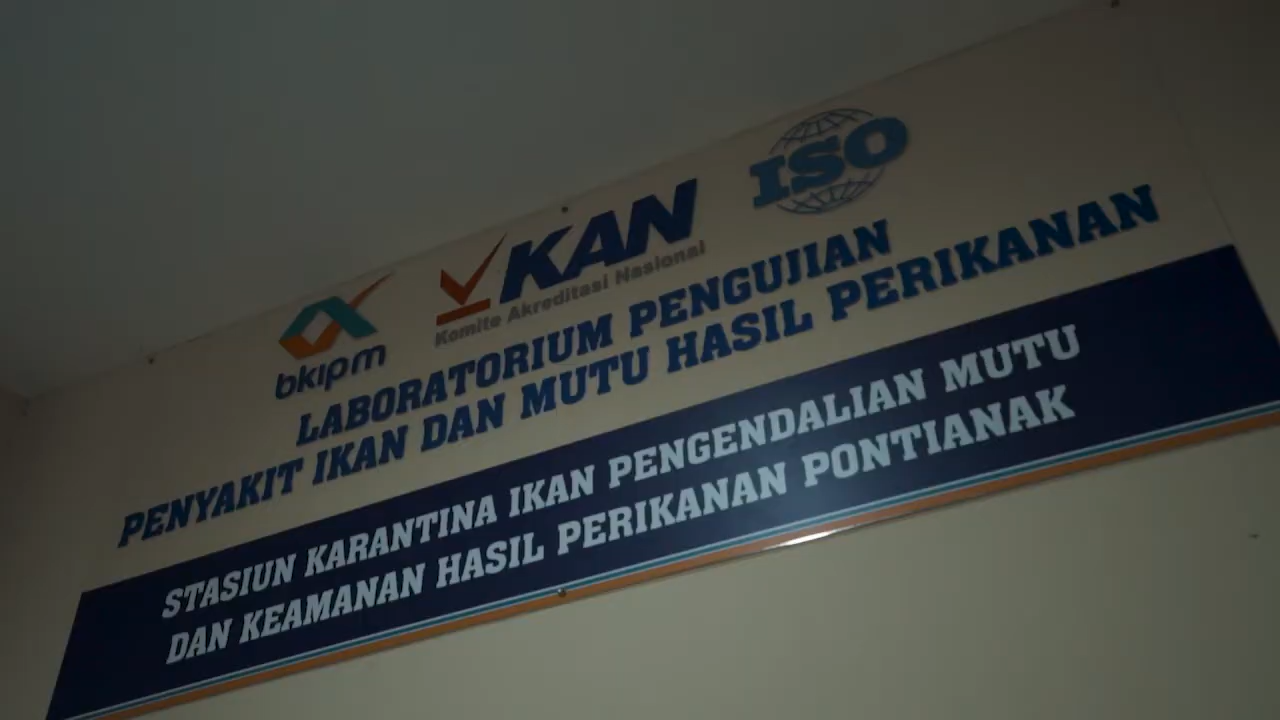 bkipm
KAN
Komite Akreditasi Nasional
ISO
LABORATORIUM PENGUJIAN
PENYAKIT IKAN DAN MUTU HASIL PERIKANAN
STASIUN KARANTINA IKAN PENGENDALIAN MUTU
DAN KEAMANAN HASIL PERIKANAN PONTIANAK